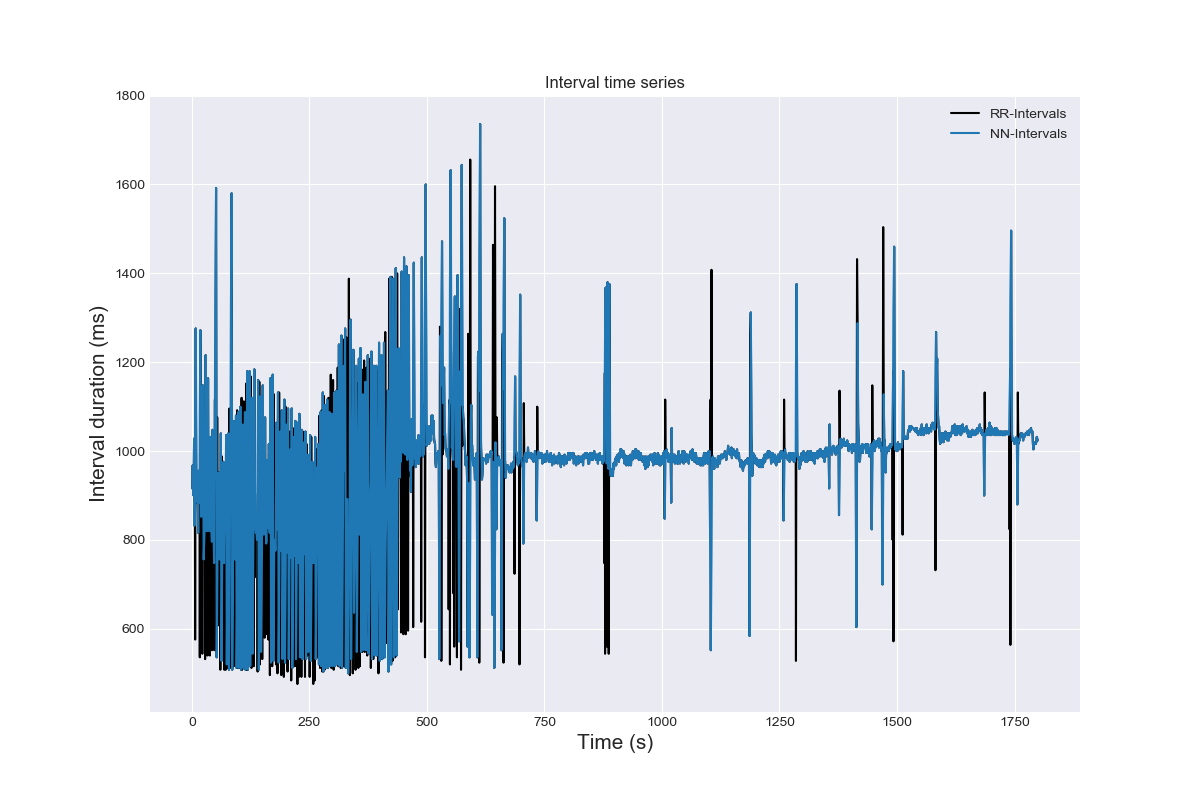 Interval time series
1800
1600
1400
1200
1000
800
600
RR-Intervals
NN-Intervals
Interval duration (ms)
0 250 500 750 1000 1250 1500 1750
Time (s)